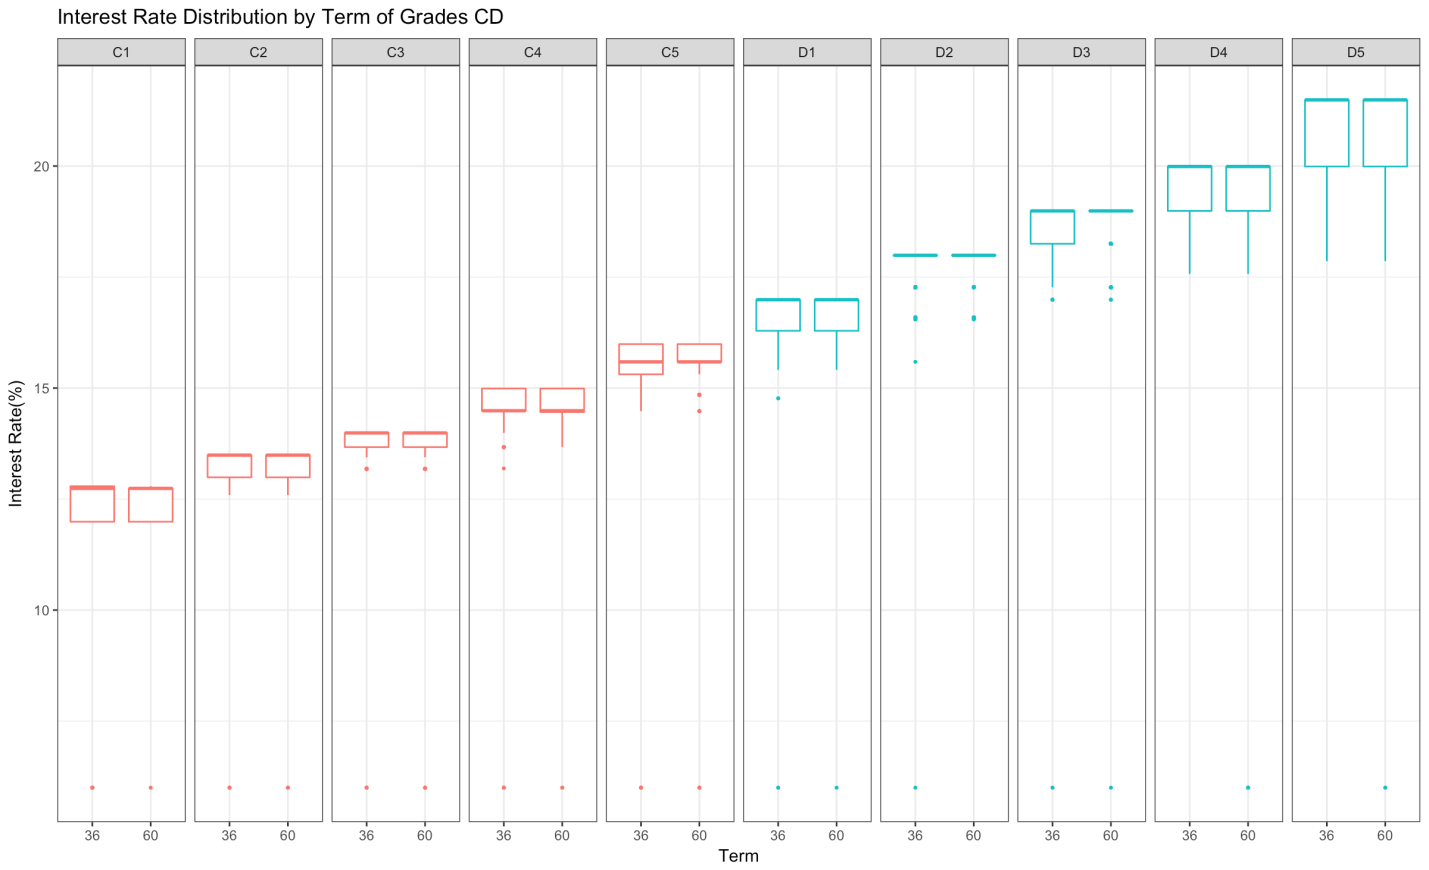 Interest Rate Distribution by Term of Grades CD
C1 C2 C3 C4 C5 D1 D2 D3 D4 D5
20
15
10
Interest Rate(%)
36 60 36 60 36 60 36 60 36 60 36 60 36 60 36 60 36 60 36 60
Term